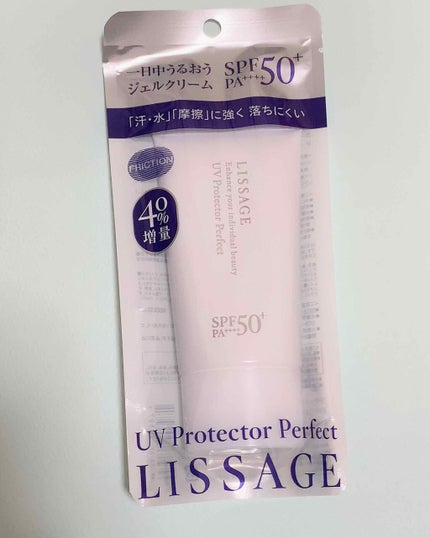 一日中うるおう
ジェルクリーム
SPF50+
PA++++
「汗・水」「摩擦」に強く 落ちにくい
FRICTION
40%
増量
LISSAGE
Enhance your individual beauty
UV Protector Perfect
SPF50+
PA++++
UV Protector Perfect
LISSAGE